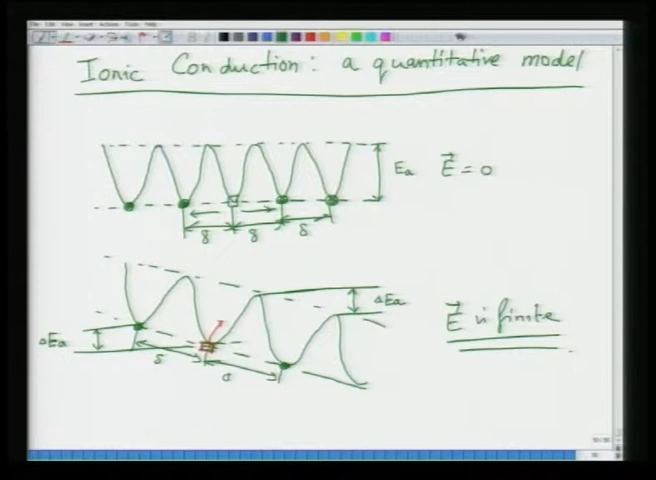 Ionic Conduction: a quantitative model
Ea E⃗ = 0
δ δ δ
ΔEa
E⃗ is finite
ΔEa
δ